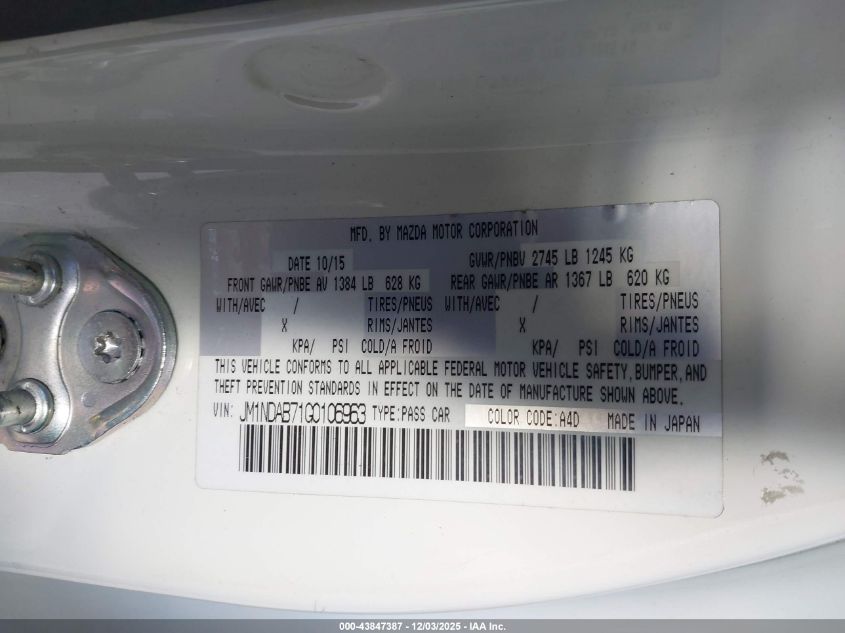 MFD. BY MAZDA MOTOR CORPORATION
DATE 10/15 GVWR/PNBV 2745 LB 1245 KG
FRONT GAWR/PNBE AV 1384 LB 628 KG REAR GAWR/PNBE AR 1367 LB 620 KG
WITH/AVEC / TIRES/PNEUS WITH/AVEC / TIRES/PNEUS
X RIMS/JANTES X RIMS/JANTES
KPA/ PSI COLD/A FROID KPA/ PSI COLD/A FROID
THIS VEHICLE CONFORMS TO ALL APPLICABLE FEDERAL MOTOR VEHICLE SAFETY, BUMPER, AND
THEFT PREVENTION STANDARDS IN EFFECT ON THE DATE OF MANUFACTURE SHOWN ABOVE.
VIN: JM1NDAB71G0106963 TYPE:PASS CAR COLOR CODE:A4D MADE IN JAPAN
000-43847387 - 12/03/2025 - IAA Inc.